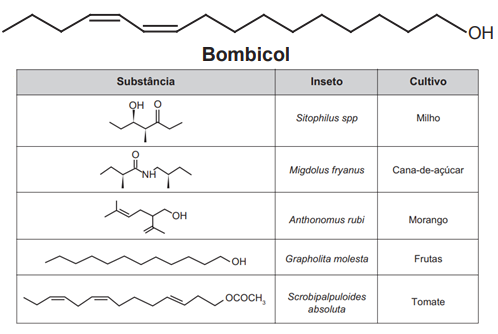 OH
Bombicol
Substância Inseto Cultivo
OH O
Sitophilus spp Milho
O
NH
Migdolus fryanus Cana-de-açúcar
OH
Anthonomus rubi Morango
OH
Grapholita molesta Frutas
OCOCH₃
Scrobipalpuloides
absoluta
Tomate